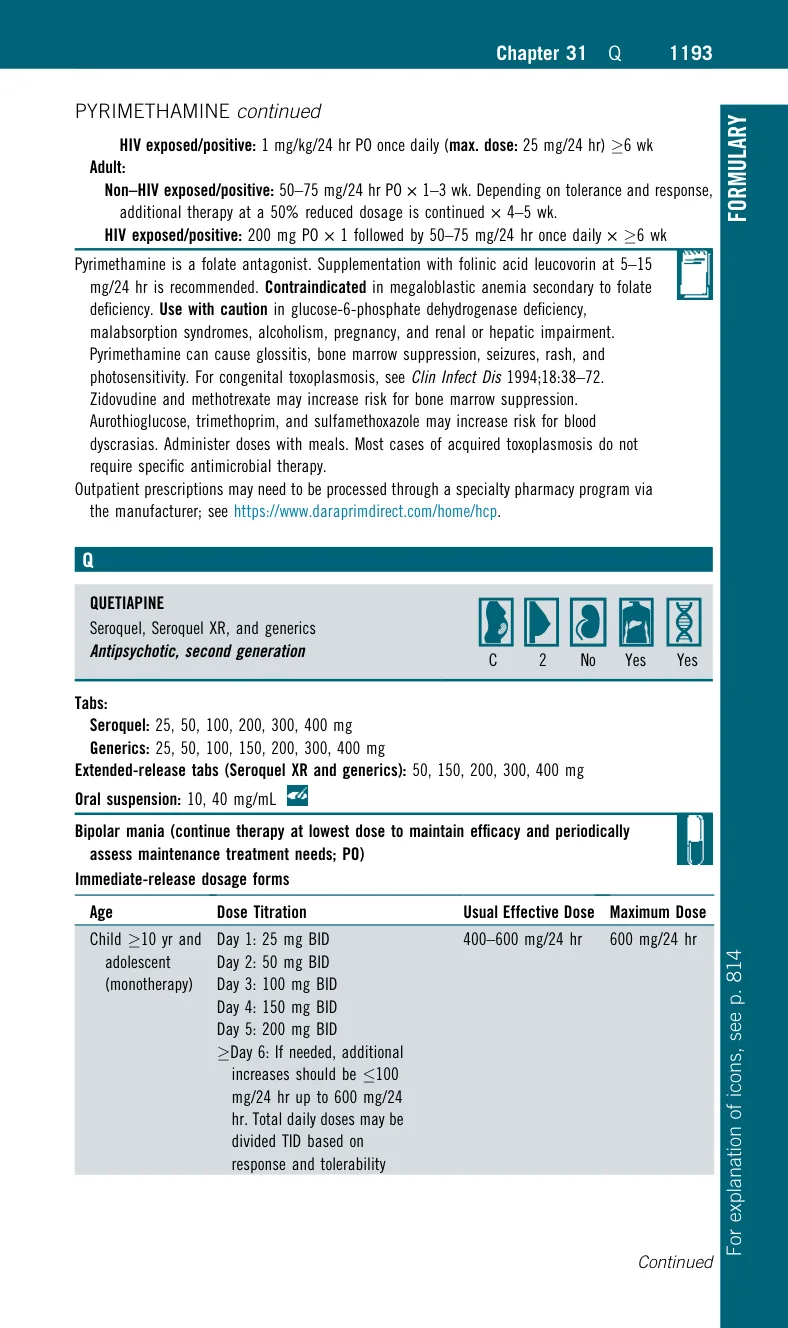 Chapter 31 Q 1193
PYRIMETHAMINE continued
HIV exposed/positive: 1 mg/kg/24 hr PO once daily (max. dose: 25 mg/24 hr) ≥6 wk
Adult:
Non–HIV exposed/positive: 50–75 mg/24 hr PO × 1–3 wk. Depending on tolerance and response,
additional therapy at a 50% reduced dosage is continued × 4–5 wk.
HIV exposed/positive: 200 mg PO × 1 followed by 50–75 mg/24 hr once daily × ≥6 wk
Pyrimethamine is a folate antagonist. Supplementation with folinic acid leucovorin at 5–15
mg/24 hr is recommended. Contraindicated in megaloblastic anemia secondary to folate
deficiency. Use with caution in glucose-6-phosphate dehydrogenase deficiency,
malabsorption syndromes, alcoholism, pregnancy, and renal or hepatic impairment.
Pyrimethamine can cause glossitis, bone marrow suppression, seizures, rash, and
photosensitivity. For congenital toxoplasmosis, see Clin Infect Dis 1994;18:38–72.
Zidovudine and methotrexate may increase risk for bone marrow suppression.
Aurothioglucose, trimethoprim, and sulfamethoxazole may increase risk for blood
dyscrasias. Administer doses with meals. Most cases of acquired toxoplasmosis do not
require specific antimicrobial therapy.
Outpatient prescriptions may need to be processed through a specialty pharmacy program via
the manufacturer; see https://www.daraprimdirect.com/home/hcp.
Q
QUETIAPINE
Seroquel, Seroquel XR, and generics
Antipsychotic, second generation
C 2 No Yes Yes
Tabs:
Seroquel: 25, 50, 100, 200, 300, 400 mg
Generics: 25, 50, 100, 150, 200, 300, 400 mg
Extended-release tabs (Seroquel XR and generics): 50, 150, 200, 300, 400 mg
Oral suspension: 10, 40 mg/mL
Bipolar mania (continue therapy at lowest dose to maintain efficacy and periodically
assess maintenance treatment needs; PO)
Immediate-release dosage forms
Age Dose Titration Usual Effective Dose Maximum Dose
Child ≥10 yr and Day 1: 25 mg BID 400–600 mg/24 hr 600 mg/24 hr
adolescent Day 2: 50 mg BID
(monotherapy) Day 3: 100 mg BID
Day 4: 150 mg BID
Day 5: 200 mg BID
≥Day 6: If needed, additional
increases should be ≤100
mg/24 hr up to 600 mg/24
hr. Total daily doses may be
divided TID based on
response and tolerability
Continued
FORMULARY
For explanation of icons, see p. 814